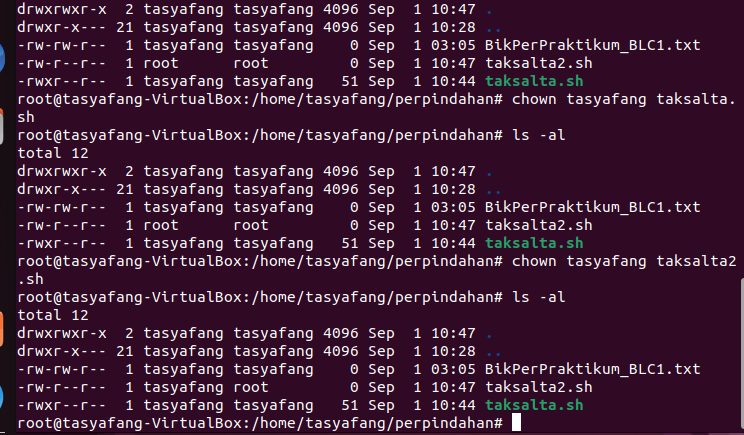 drwxrwxr-x  2 tasyafang tasyafang 4096 Sep  1 10:47 .
drwxr-x--- 21 tasyafang tasyafang 4096 Sep  1 10:28 ..
-rw-rw-r--  1 tasyafang tasyafang    0 Sep  1 03:05 BikPerPraktikum_BLC1.txt
-rw-r--r--  1 root      root         0 Sep  1 10:47 taksalta2.sh
-rwxr--r--  1 tasyafang tasyafang   51 Sep  1 10:44 taksalta.sh
root@tasyafang-VirtualBox:/home/tasyafang/perpindahan# chown tasyafang taksalta.
sh
root@tasyafang-VirtualBox:/home/tasyafang/perpindahan# ls -al
total 12
drwxrwxr-x  2 tasyafang tasyafang 4096 Sep  1 10:47 .
drwxr-x--- 21 tasyafang tasyafang 4096 Sep  1 10:28 ..
-rw-rw-r--  1 tasyafang tasyafang    0 Sep  1 03:05 BikPerPraktikum_BLC1.txt
-rw-r--r--  1 root      root         0 Sep  1 10:47 taksalta2.sh
-rwxr--r--  1 tasyafang tasyafang   51 Sep  1 10:44 taksalta.sh
root@tasyafang-VirtualBox:/home/tasyafang/perpindahan# chown tasyafang taksalta2
.sh
root@tasyafang-VirtualBox:/home/tasyafang/perpindahan# ls -al
total 12
drwxrwxr-x  2 tasyafang tasyafang 4096 Sep  1 10:47 .
drwxr-x--- 21 tasyafang tasyafang 4096 Sep  1 10:28 ..
-rw-rw-r--  1 tasyafang tasyafang    0 Sep  1 03:05 BikPerPraktikum_BLC1.txt
-rw-r--r--  1 tasyafang root         0 Sep  1 10:47 taksalta2.sh
-rwxr--r--  1 tasyafang tasyafang   51 Sep  1 10:44 taksalta.sh
root@tasyafang-VirtualBox:/home/tasyafang/perpindahan#